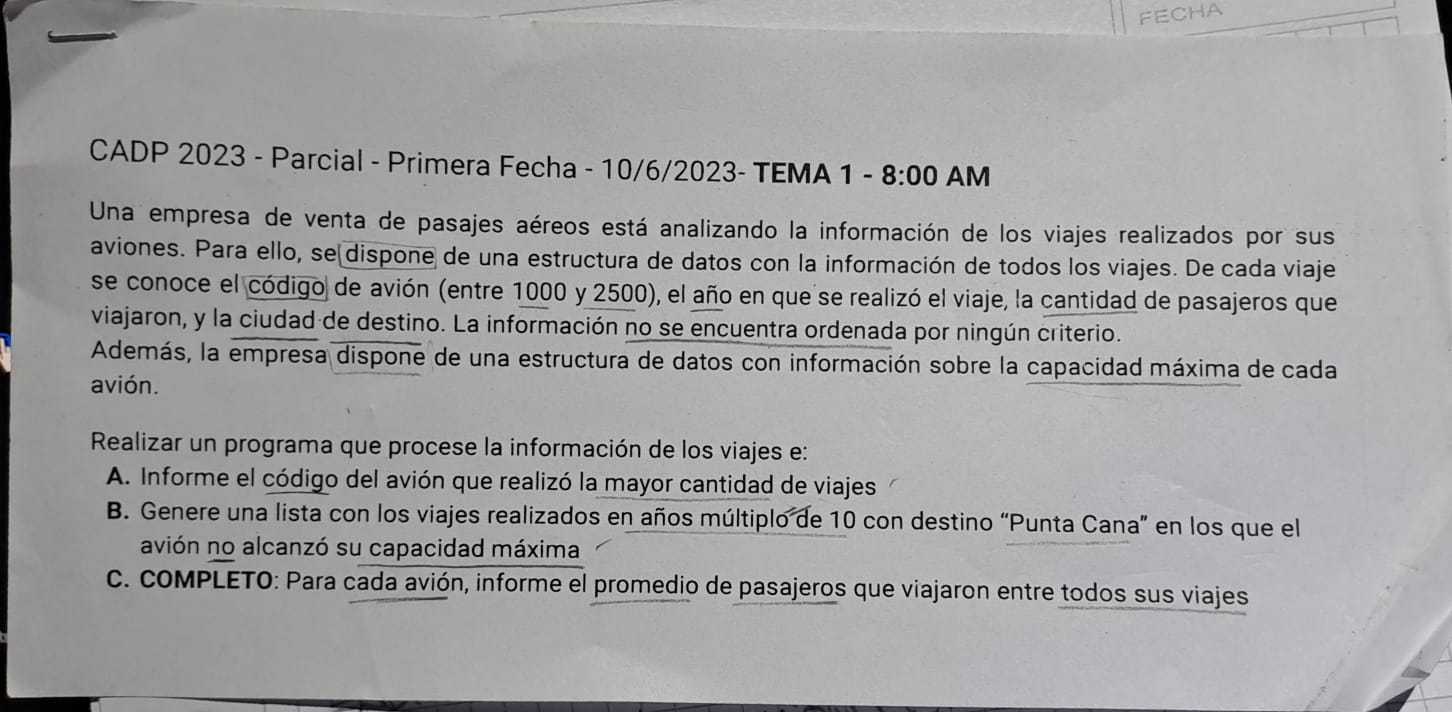 FECHA
CADP 2023 - Parcial - Primera Fecha - 10/6/2023- TEMA 1 - 8:00 AM
Una empresa de venta de pasajes aéreos está analizando la información de los viajes realizados por sus
aviones. Para ello, se dispone de una estructura de datos con la información de todos los viajes. De cada viaje
se conoce el código de avión (entre 1000 y 2500), el año en que se realizó el viaje, la cantidad de pasajeros que
viajaron, y la ciudad de destino. La información no se encuentra ordenada por ningún criterio.
Además, la empresa dispone de una estructura de datos con información sobre la capacidad máxima de cada
avión.
Realizar un programa que procese la información de los viajes e:
A. Informe el código del avión que realizó la mayor cantidad de viajes
B. Genere una lista con los viajes realizados en años múltiplo de 10 con destino “Punta Cana” en los que el
avión no alcanzó su capacidad máxima
C. COMPLETO: Para cada avión, informe el promedio de pasajeros que viajaron entre todos sus viajes